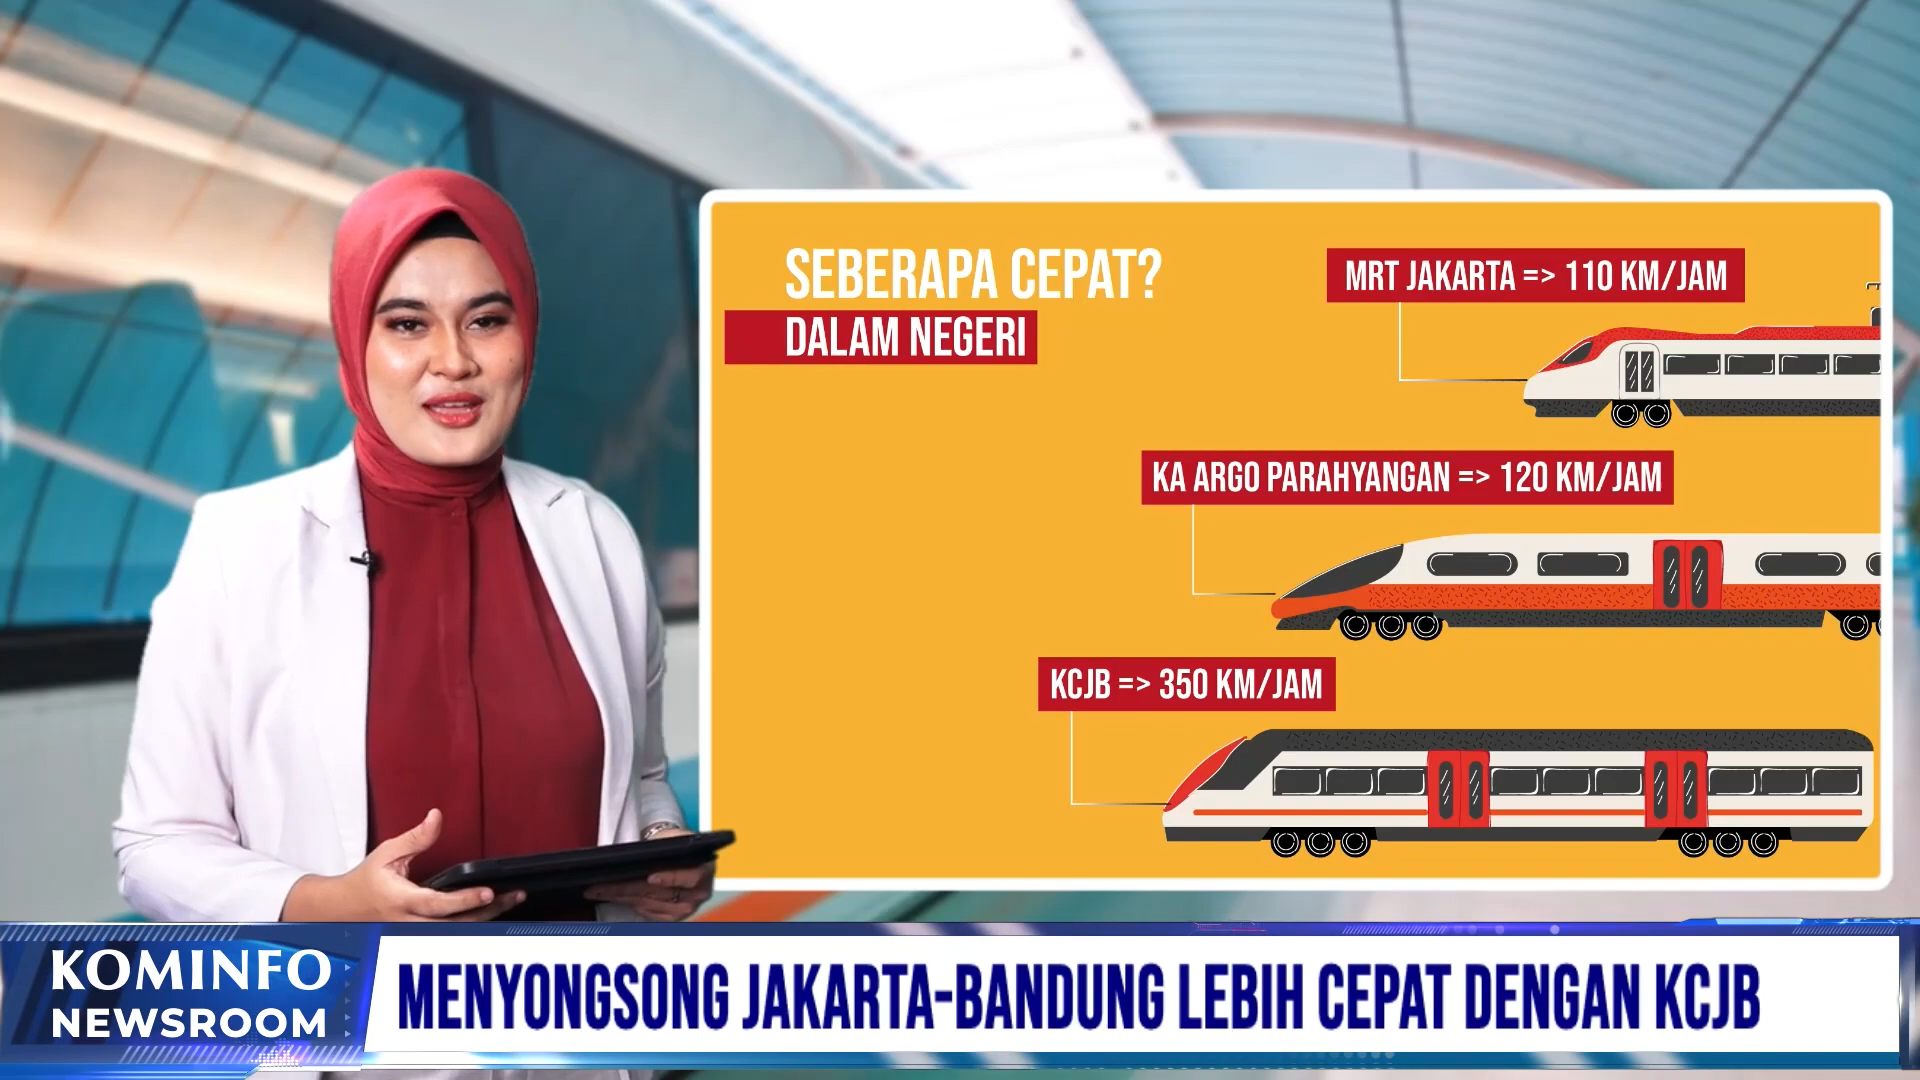 SEBERAPA CEPAT?
DALAM NEGERI
MRT JAKARTA => 110 KM/JAM
KA ARGO PARAHYANGAN => 120 KM/JAM
KCJB => 350 KM/JAM
KOMINFO
NEWSROOM
MENYONGSONG JAKARTA-BANDUNG LEBIH CEPAT DENGAN KCJB